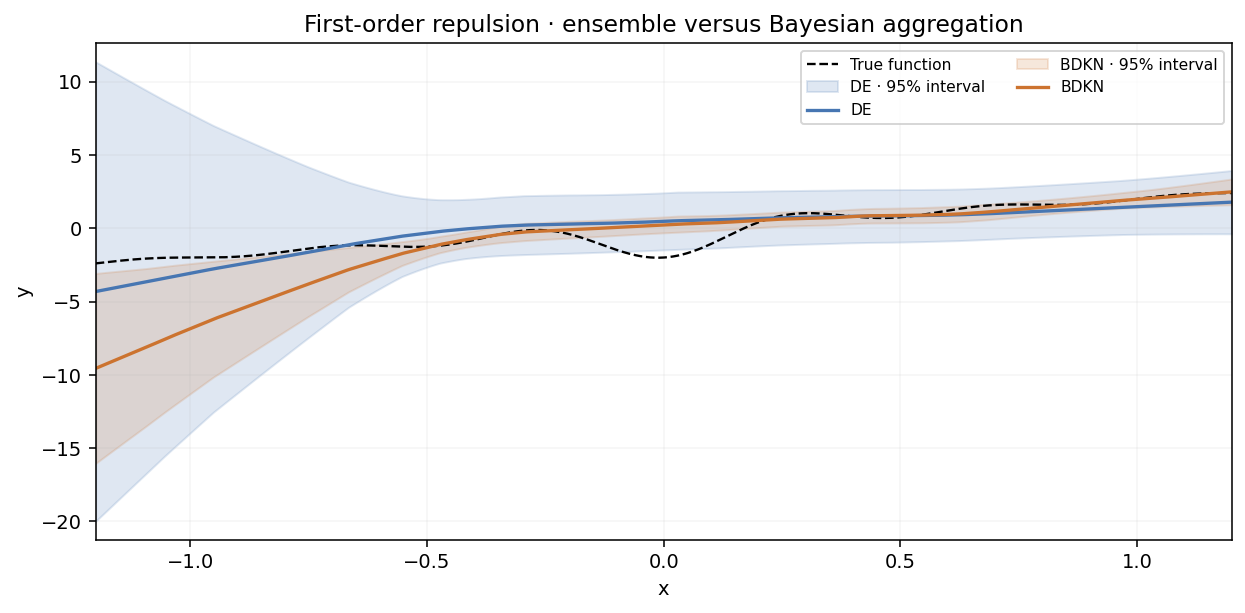 First-order repulsion · ensemble versus Bayesian aggregation
True function
DE · 95% interval
DE
BDKN · 95% interval
BDKN
10
5
0
−5
−10
−15
−20
y
−1.0
−0.5
0.0
0.5
1.0
x